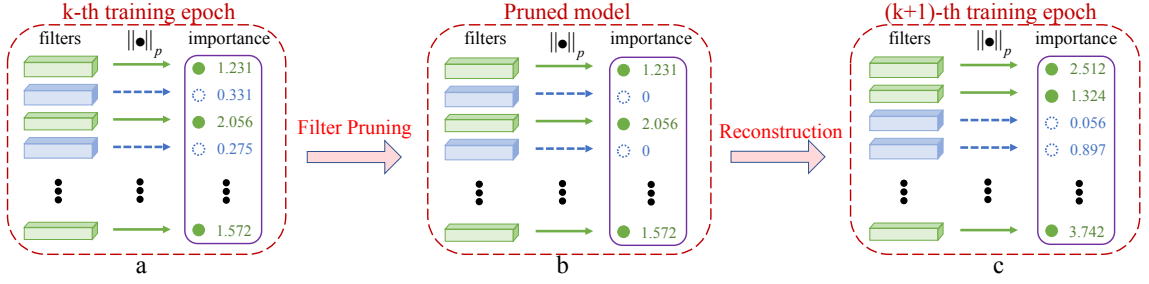 k-th training epoch
filters ||●||p importance
1.231
0.331
2.056
0.275
1.572
a
Filter Pruning
Pruned model
filters ||●||p importance
1.231
0
2.056
0
1.572
b
Reconstruction
(k+1)-th training epoch
filters ||●||p importance
2.512
1.324
0.056
0.897
3.742
c